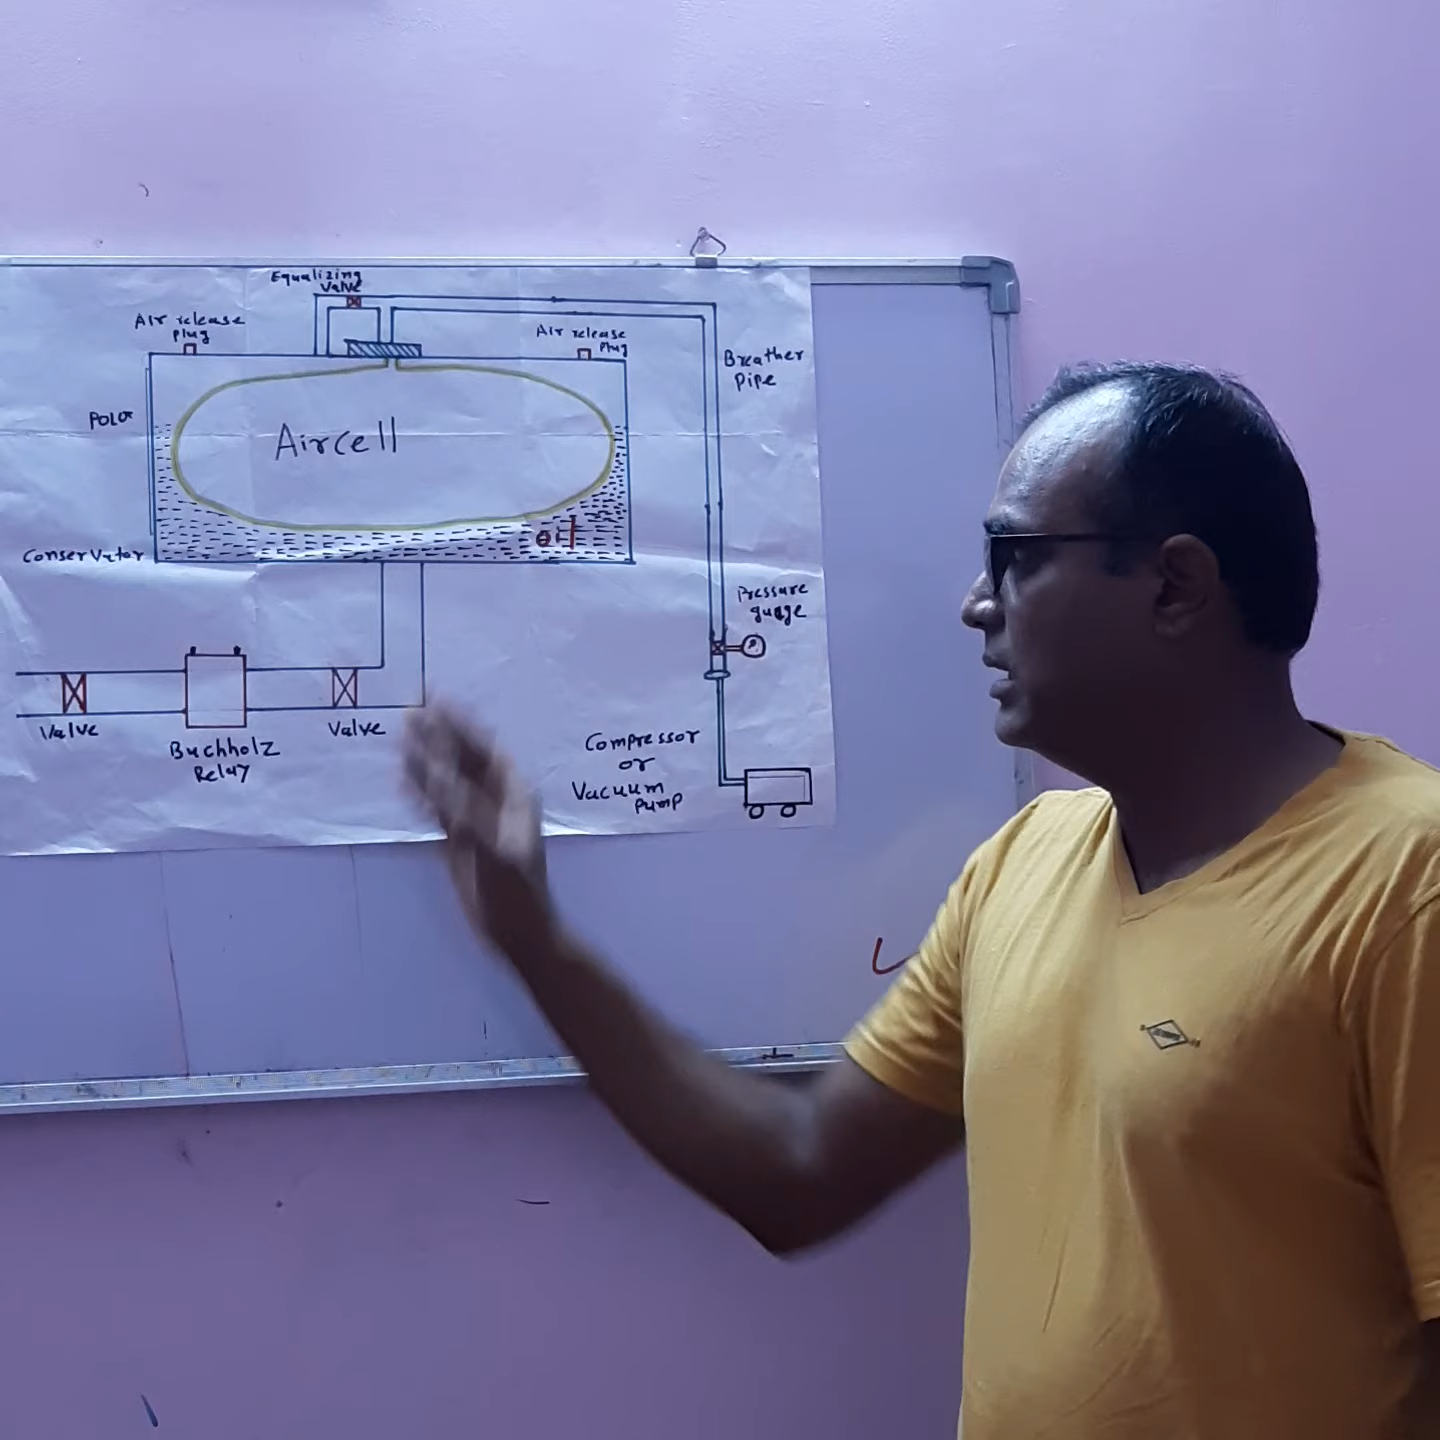 Equalizing
Valve
Air release
plug
Air release
Plug
Breather
Pipe
POLG
Aircell
Conservator
oil
Pressure
guage
Valve
Buchholz
Relay
Valve
Compressor
or
Vacuum
Pump